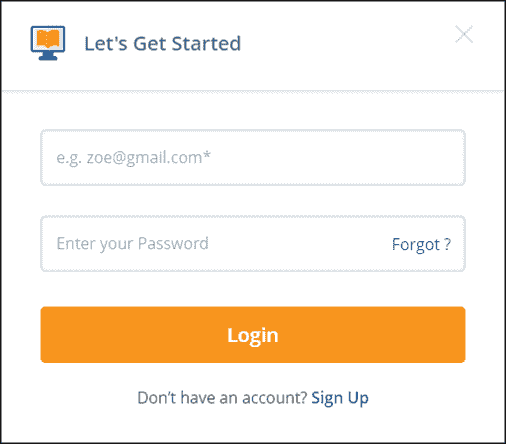 Let's Get Started
e.g. zoe@gmail.com*
Enter your Password Forgot ?
Login
Don't have an account? Sign Up